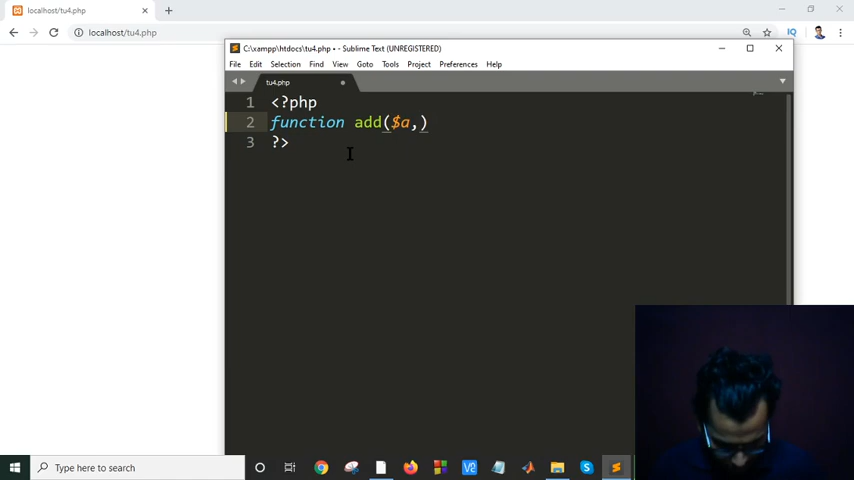 localhost/tu4.php
localhost/tu4.php
C:\xampp\htdocs\tu4.php • - Sublime Text (UNREGISTERED)
File Edit Selection Find View Goto Tools Project Preferences Help
tu4.php
1 <?php
2 function add($a,)
3 ?>
Type here to search